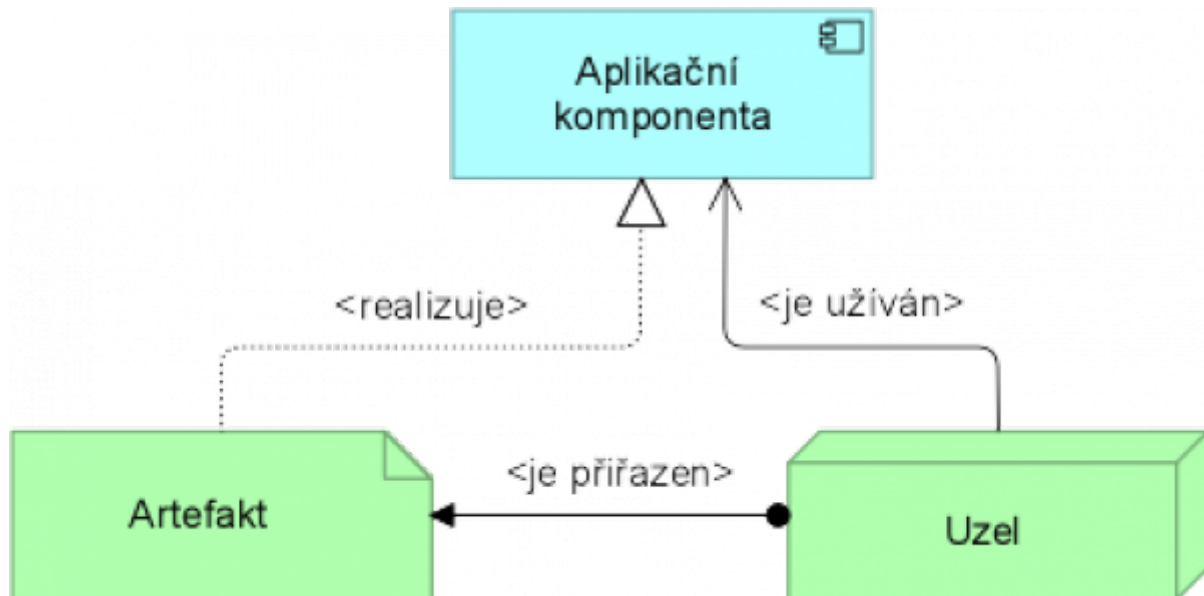 Aplikační
komponenta
<realizuje>
<je užíván>
<je přiřazen>
Artefakt
Uzel